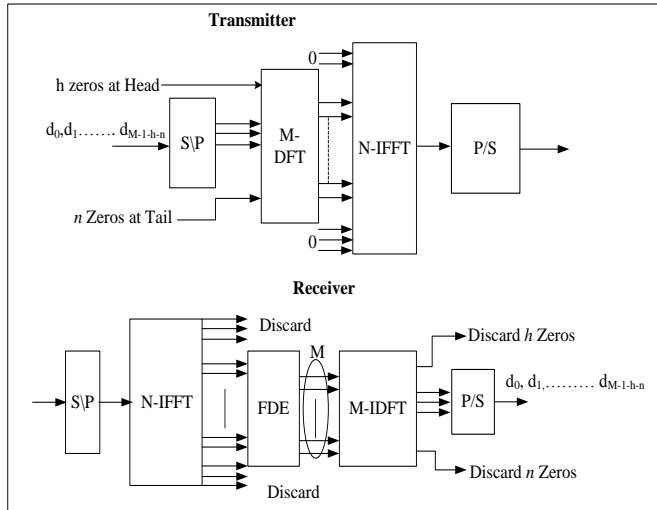 Transmitter
0
h zeros at Head
d0,d1....... dM-1-h-n
S\P
M-
DFT
N-IFFT
P/S
n Zeros at Tail
0
Receiver
Discard
M
Discard h Zeros
S\P
N-IFFT
FDE
M-IDFT
P/S
d0, d1,......... dM-1-h-n
Discard n Zeros
Discard